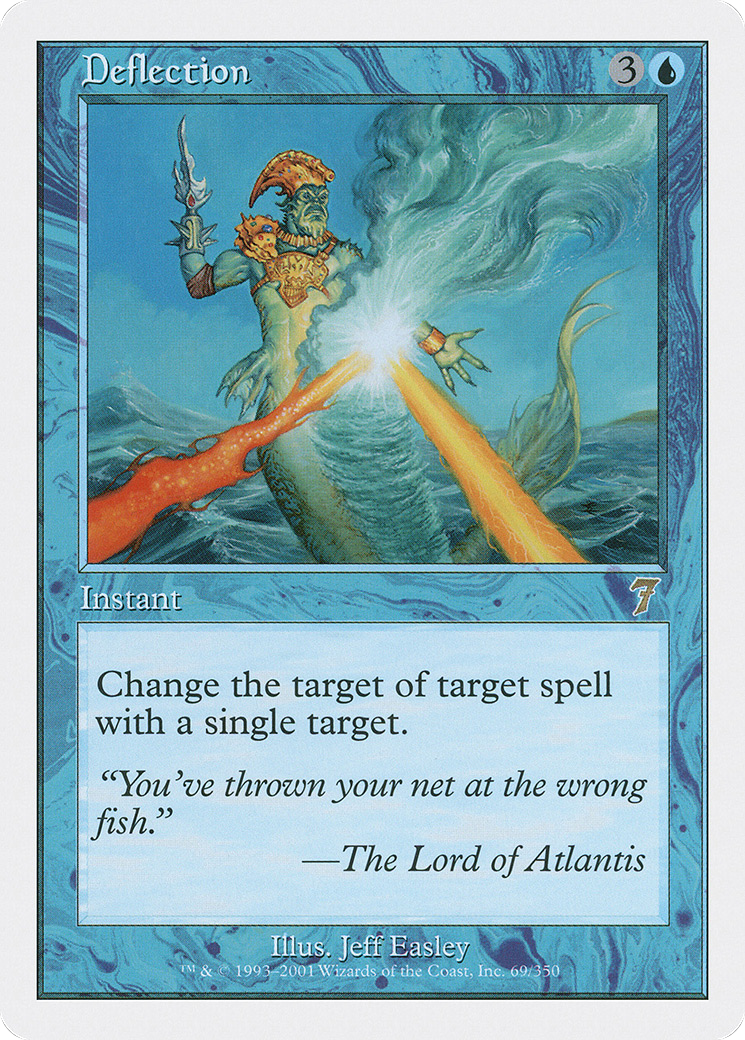 Deflection
3
Instant
7
Change the target of target spell
with a single target.
“You’ve thrown your net at the wrong
fish.”
—The Lord of Atlantis
Illus. Jeff Easley
™ & © 1993–2001 Wizards of the Coast, Inc. 69/350